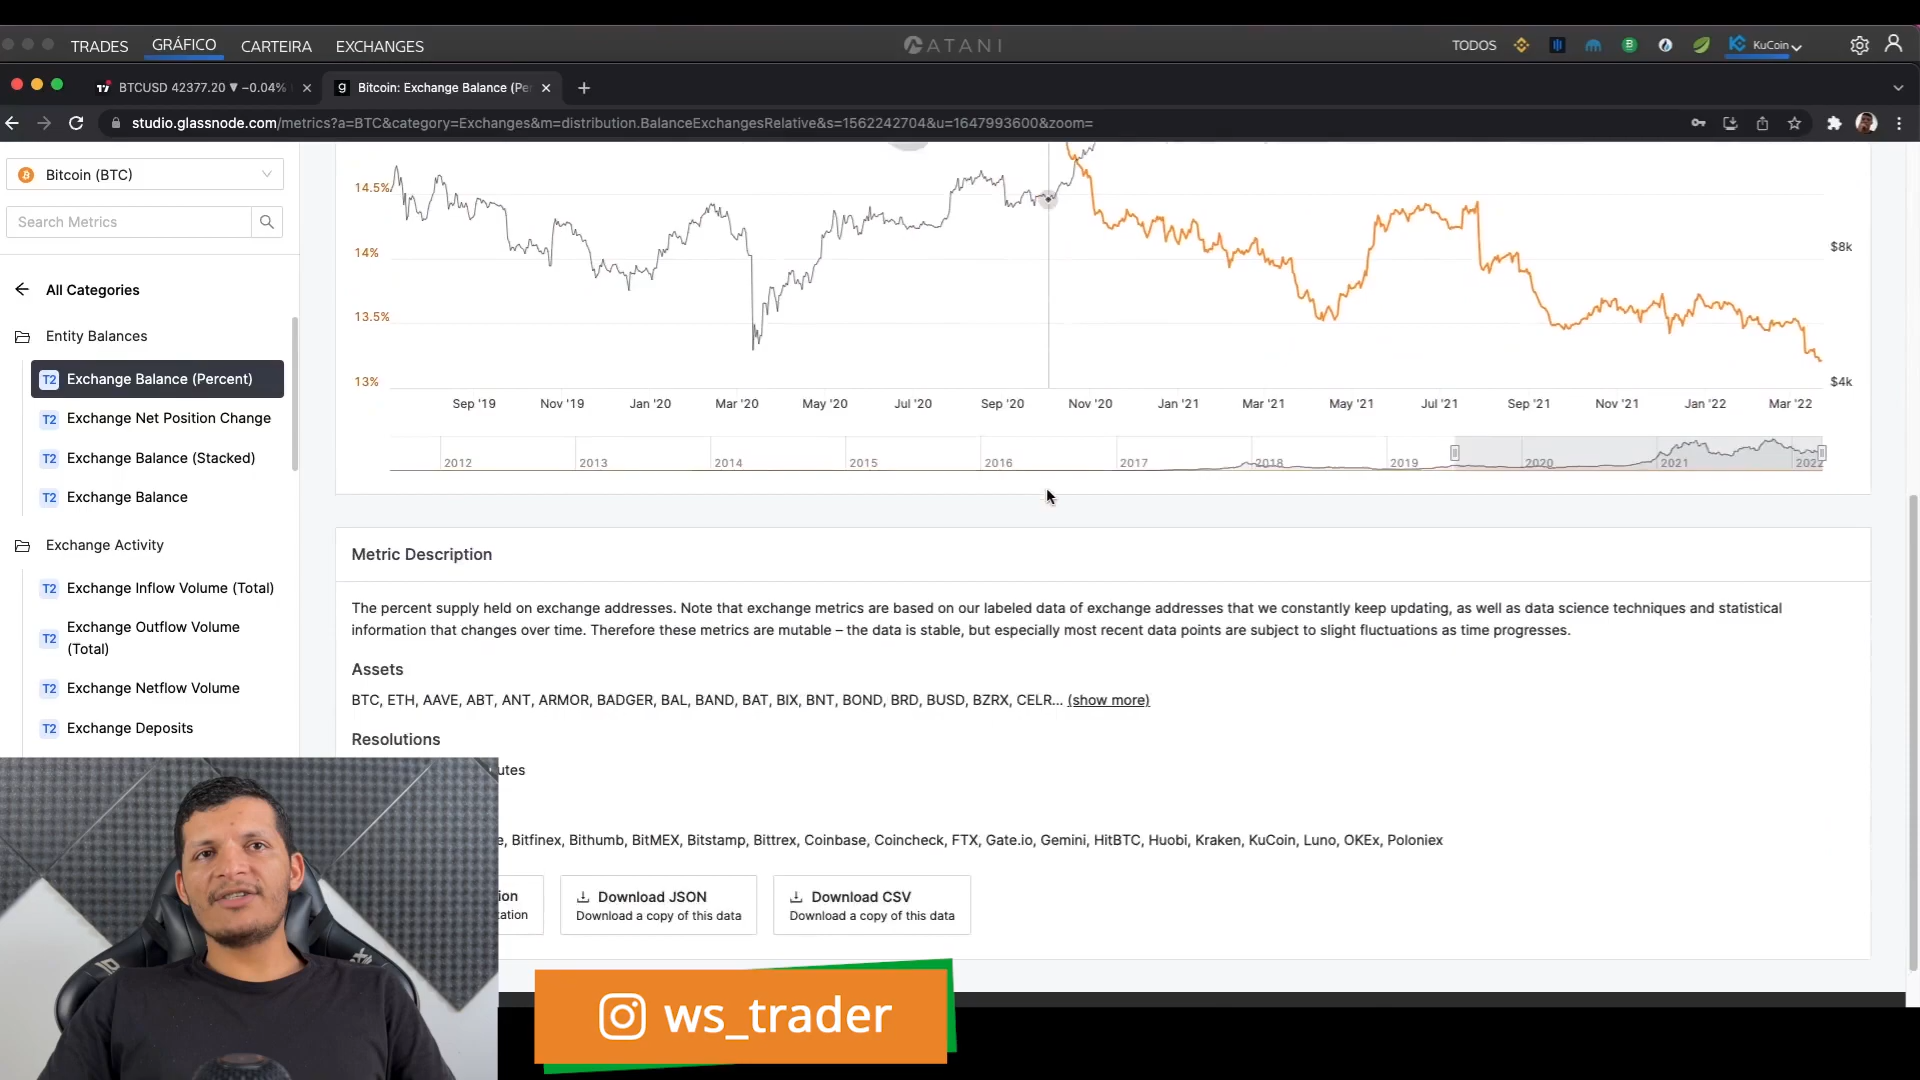 TRADES GRÁFICO CARTEIRA EXCHANGES
ATANI
TODOS KuCoin
BTCUSD 42377.20 ▼ −0.04%
Bitcoin: Exchange Balance (Pe
studio.glassnode.com/metrics?a=BTC&category=Exchanges&m=distribution.BalanceExchangesRelative&s=1562242704&u=1647993600&zoom=
Bitcoin (BTC)
Search Metrics
All Categories
Entity Balances
T2 Exchange Balance (Percent)
T2 Exchange Net Position Change
T2 Exchange Balance (Stacked)
T2 Exchange Balance
Exchange Activity
T2 Exchange Inflow Volume (Total)
T2 Exchange Outflow Volume
(Total)
T2 Exchange Netflow Volume
T2 Exchange Deposits
14.5%
14%
13.5%
13%
$8k
$4k
Sep '19 Nov '19 Jan '20 Mar '20 May '20 Jul '20 Sep '20 Nov '20 Jan '21 Mar '21 May '21 Jul '21 Sep '21 Nov '21 Jan '22 Mar '22
2012 2013 2014 2015 2016 2017 2018 2019 2020 2021 2022
Metric Description
The percent supply held on exchange addresses. Note that exchange metrics are based on our labeled data of exchange addresses that we constantly keep updating, as well as data science techniques and statistical
information that changes over time. Therefore these metrics are mutable – the data is stable, but especially most recent data points are subject to slight fluctuations as time progresses.
Assets
BTC, ETH, AAVE, ABT, ANT, ARMOR, BADGER, BAL, BAND, BAT, BIX, BNT, BOND, BRD, BUSD, BZRX, CELR... (show more)
Resolutions
utes
e, Bitfinex, Bithumb, BitMEX, Bitstamp, Bittrex, Coinbase, Coincheck, FTX, Gate.io, Gemini, HitBTC, Huobi, Kraken, KuCoin, Luno, OKEx, Poloniex
ion
tation
Download JSON
Download a copy of this data
Download CSV
Download a copy of this data
ws_trader